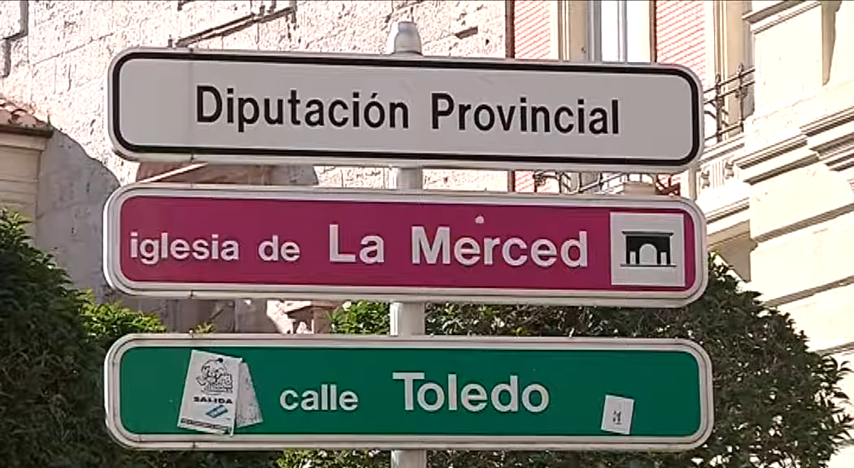 Diputación Provincial
iglesia de La Merced
SALIDA
calle Toledo